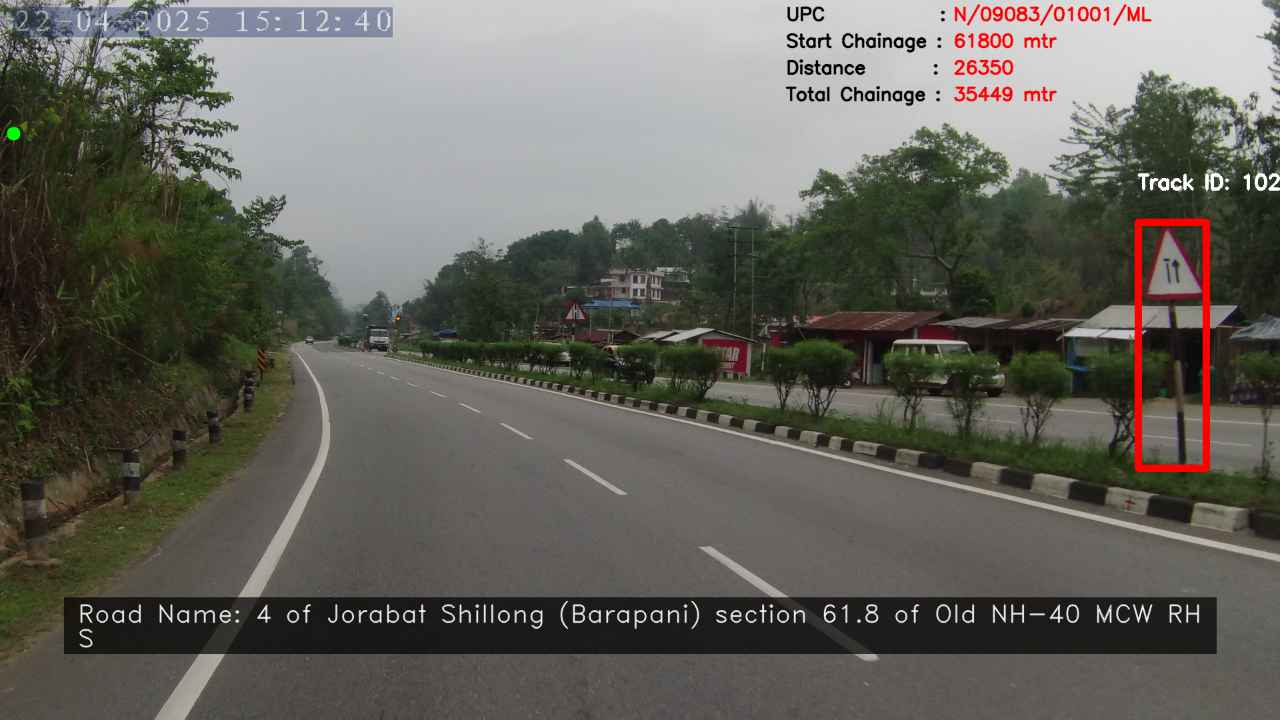 22-04-2025 15:12:40
UPC : N/09083/01001/ML
Start Chainage : 61800 mtr
Distance : 26350
Total Chainage : 35449 mtr
Track ID: 102
Road Name: 4 of Jorabat Shillong (Barapani) section 61.8 of Old NH-40 MCW RH
S